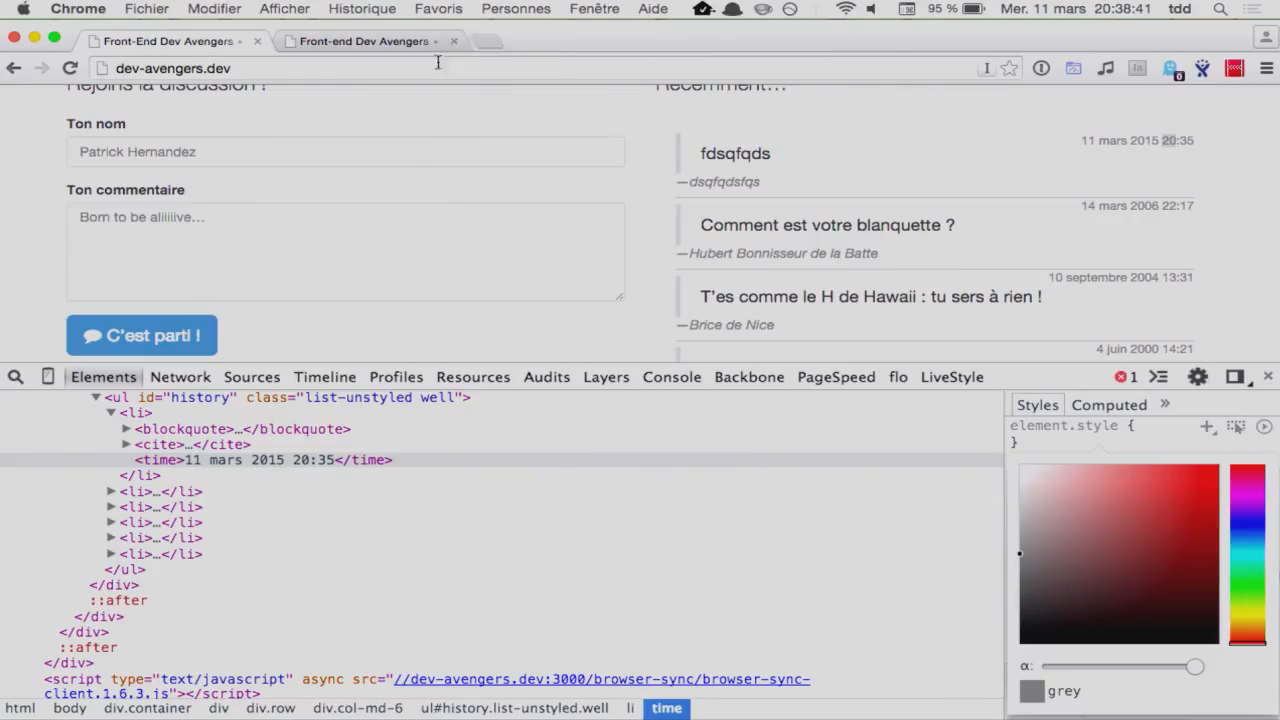 Chrome Fichier Modifier Afficher Historique Favoris Personnes Fenêtre Aide 95 % Mer. 11 mars 20:38:41 tdd
Front-End Dev Avengers Front-end Dev Avengers
dev-avengers.dev
Rejoins la discussion !
Récemment…
Ton nom
Patrick Hernandez
Ton commentaire
Born to be aliiiiive…
C'est parti !
11 mars 2015 20:35
fdsqfqds
—dsqfqdsfqs
14 mars 2006 22:17
Comment est votre blanquette ?
—Hubert Bonnisseur de la Batte
10 septembre 2004 13:31
T'es comme le H de Hawaii : tu sers à rien !
—Brice de Nice
4 juin 2000 14:21
Elements Network Sources Timeline Profiles Resources Audits Layers Console Backbone PageSpeed flo LiveStyle 1
<ul id="history" class="list-unstyled well">
<li>
<blockquote>…</blockquote>
<cite>…</cite>
<time>11 mars 2015 20:35</time>
</li>
<li>…</li>
<li>…</li>
<li>…</li>
<li>…</li>
<li>…</li>
</ul>
</div>
::after
</div>
</div>
::after
</div>
<script type="text/javascript" async src="//dev-avengers.dev:3000/browser-sync/browser-sync-
client.1.6.3.js"></script>
html body div.container div div.row div.col-md-6 ul#history.list-unstyled.well li time
Styles Computed »
element.style {
}
α:
grey